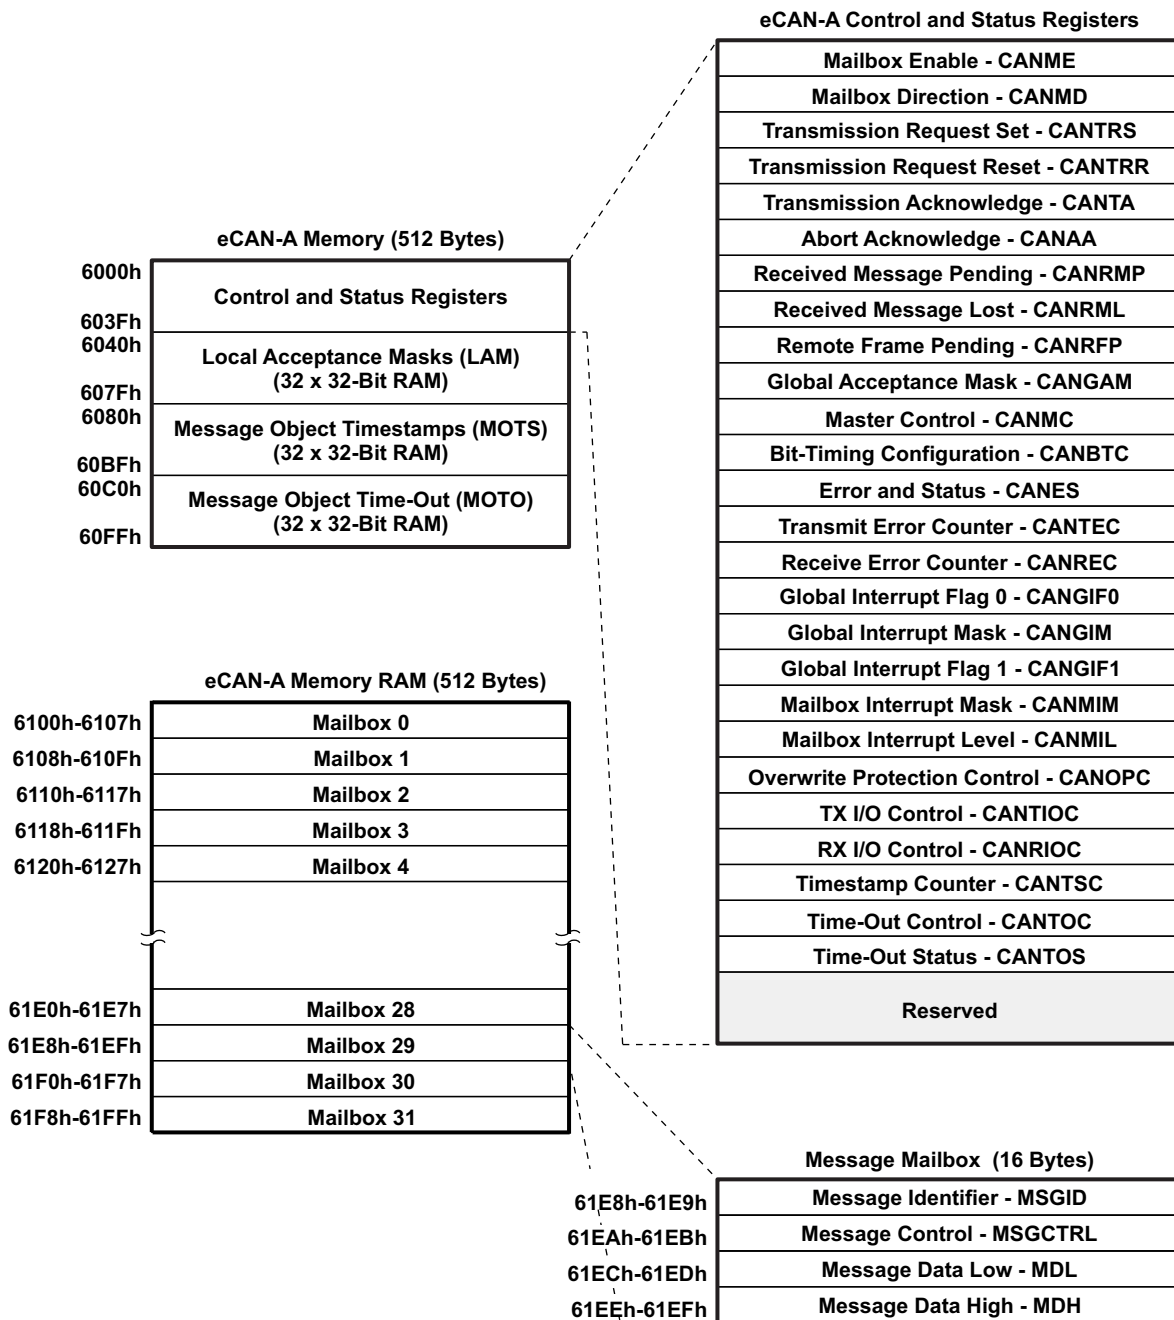 eCAN-A Control and Status Registers
Mailbox Enable - CANME
Mailbox Direction - CANMD
Transmission Request Set - CANTRS
Transmission Request Reset - CANTRR
Transmission Acknowledge - CANTA
Abort Acknowledge - CANAA
Received Message Pending - CANRMP
Received Message Lost - CANRML
Remote Frame Pending - CANRFP
Global Acceptance Mask - CANGAM
Master Control - CANMC
Bit-Timing Configuration - CANBTC
Error and Status - CANES
Transmit Error Counter - CANTEC
Receive Error Counter - CANREC
Global Interrupt Flag 0 - CANGIF0
Global Interrupt Mask - CANGIM
Global Interrupt Flag 1 - CANGIF1
Mailbox Interrupt Mask - CANMIM
Mailbox Interrupt Level - CANMIL
Overwrite Protection Control - CANOPC
TX I/O Control - CANTIOC
RX I/O Control - CANRIOC
Timestamp Counter - CANTSC
Time-Out Control - CANTOC
Time-Out Status - CANTOS
Reserved
eCAN-A Memory (512 Bytes)
6000h
Control and Status Registers
603Fh
6040h
Local Acceptance Masks (LAM)
(32 x 32-Bit RAM)
607Fh
6080h
Message Object Timestamps (MOTS)
(32 x 32-Bit RAM)
60BFh
60C0h
Message Object Time-Out (MOTO)
(32 x 32-Bit RAM)
60FFh
eCAN-A Memory RAM (512 Bytes)
6100h-6107h Mailbox 0
6108h-610Fh Mailbox 1
6110h-6117h Mailbox 2
6118h-611Fh Mailbox 3
6120h-6127h Mailbox 4
61E0h-61E7h Mailbox 28
61E8h-61EFh Mailbox 29
61F0h-61F7h Mailbox 30
61F8h-61FFh Mailbox 31
Message Mailbox (16 Bytes)
61E8h-61E9h Message Identifier - MSGID
61EAh-61EBh Message Control - MSGCTRL
61ECh-61EDh Message Data Low - MDL
61EEh-61EFh Message Data High - MDH